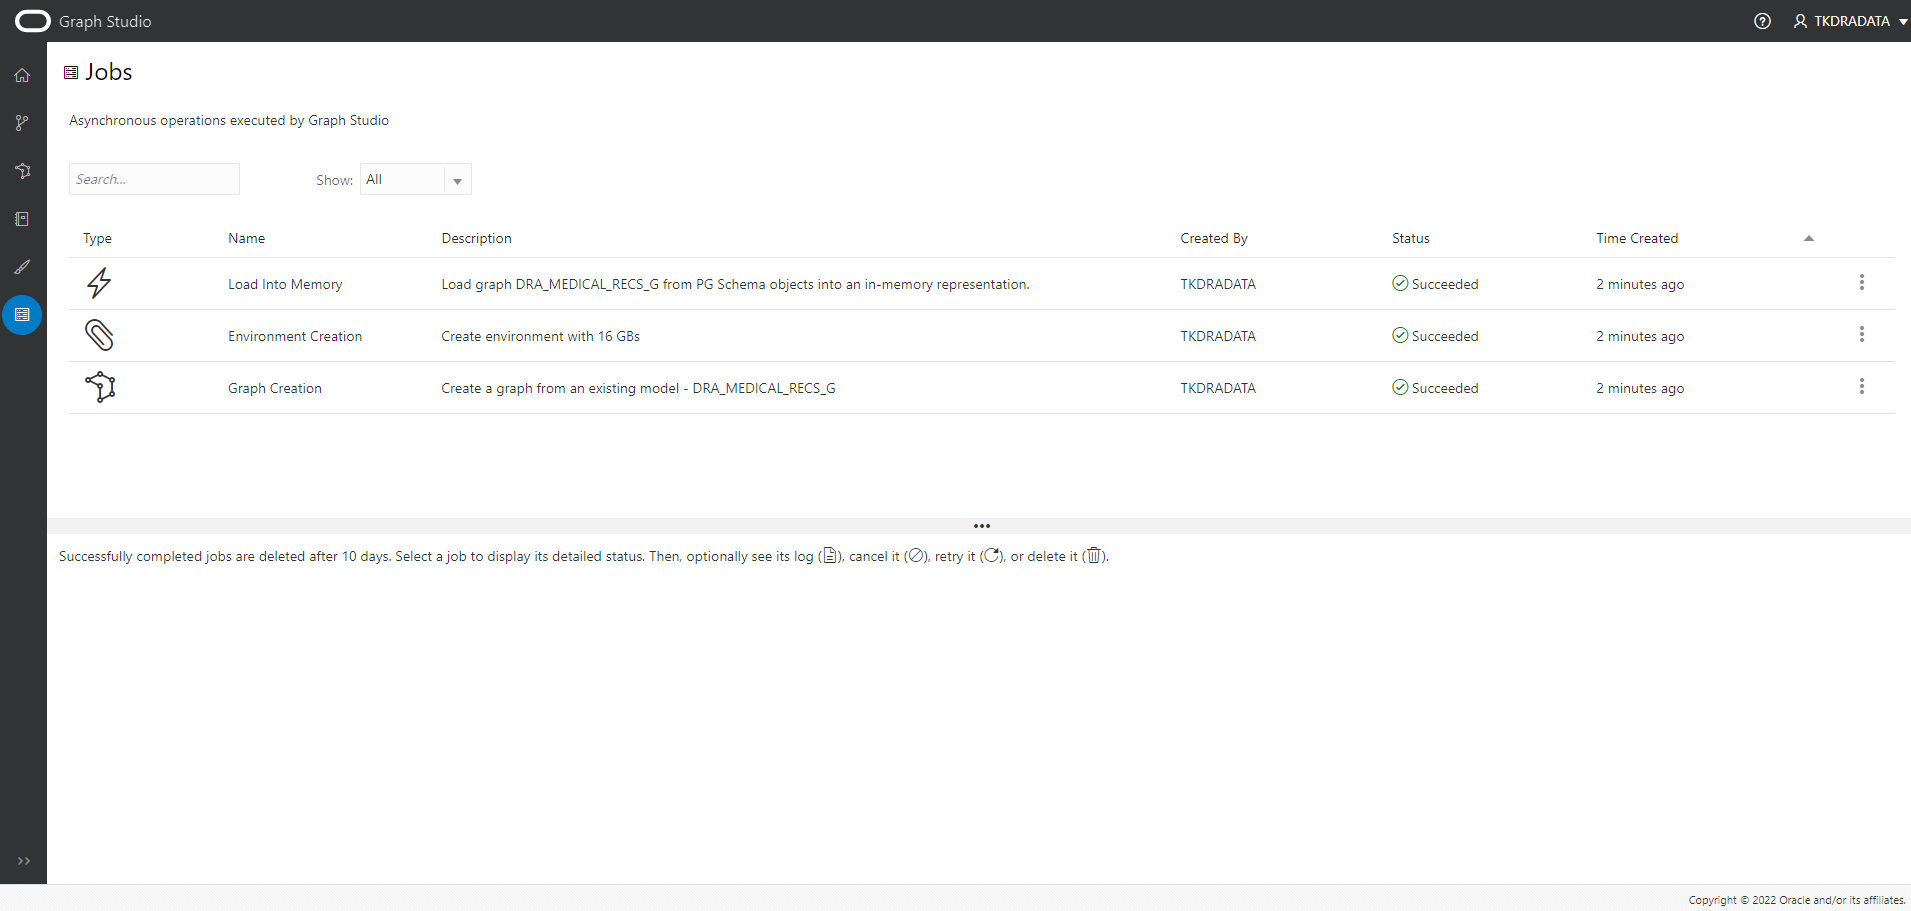 Graph Studio
TKDRADATA
Jobs
Asynchronous operations executed by Graph Studio
Search... Show: All
Type Name Description Created By Status Time Created
Load Into Memory Load graph DRA_MEDICAL_RECS_G from PG Schema objects into an in-memory representation. TKDRADATA Succeeded 2 minutes ago
Environment Creation Create environment with 16 GBs TKDRADATA Succeeded 2 minutes ago
Graph Creation Create a graph from an existing model - DRA_MEDICAL_RECS_G TKDRADATA Succeeded 2 minutes ago
Successfully completed jobs are deleted after 10 days. Select a job to display its detailed status. Then, optionally see its log (), cancel it (), retry it (), or delete it ().
Copyright © 2022 Oracle and/or its affiliates.